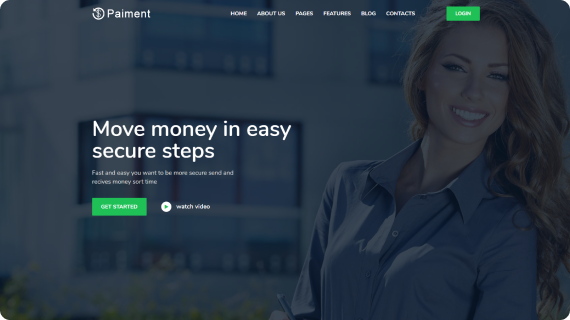 Paiment
HOME ABOUT US PAGES FEATURES BLOG CONTACTS
LOGIN
Move money in easy
secure steps
Fast and easy you want to be more secure send and
recives money sort time
GET STARTED
watch video